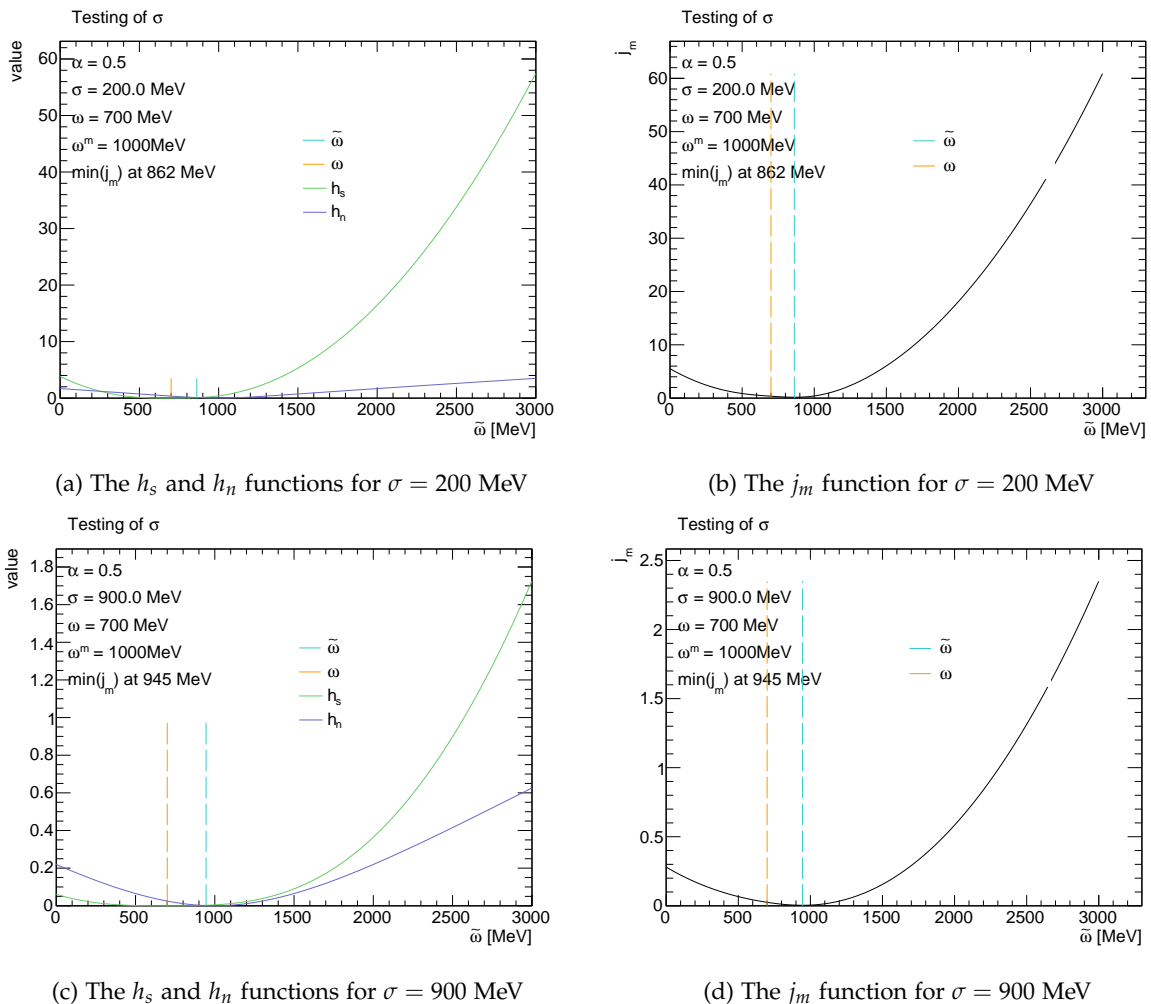 Testing of σ
value
α = 0.5
σ = 200.0 MeV
ω = 700 MeV
ω^m = 1000MeV
min(j_m) at 862 MeV
ω̃
ω
h_s
h_n
60
50
40
30
20
10
0
0 500 1000 1500 2000 2500 3000
ω̃ [MeV]
(a) The h_s and h_n functions for σ = 200 MeV
Testing of σ
j_m
α = 0.5
σ = 200.0 MeV
ω = 700 MeV
ω^m = 1000MeV
min(j_m) at 862 MeV
ω̃
ω
60
50
40
30
20
10
0
0 500 1000 1500 2000 2500 3000
ω̃ [MeV]
(b) The j_m function for σ = 200 MeV
Testing of σ
value
α = 0.5
σ = 900.0 MeV
ω = 700 MeV
ω^m = 1000MeV
min(j_m) at 945 MeV
ω̃
ω
h_s
h_n
1.8
1.6
1.4
1.2
1
0.8
0.6
0.4
0.2
0
0 500 1000 1500 2000 2500 3000
ω̃ [MeV]
(c) The h_s and h_n functions for σ = 900 MeV
Testing of σ
j_m
α = 0.5
σ = 900.0 MeV
ω = 700 MeV
ω^m = 1000MeV
min(j_m) at 945 MeV
ω̃
ω
2.5
2
1.5
1
0.5
0
0 500 1000 1500 2000 2500 3000
ω̃ [MeV]
(d) The j_m function for σ = 900 MeV